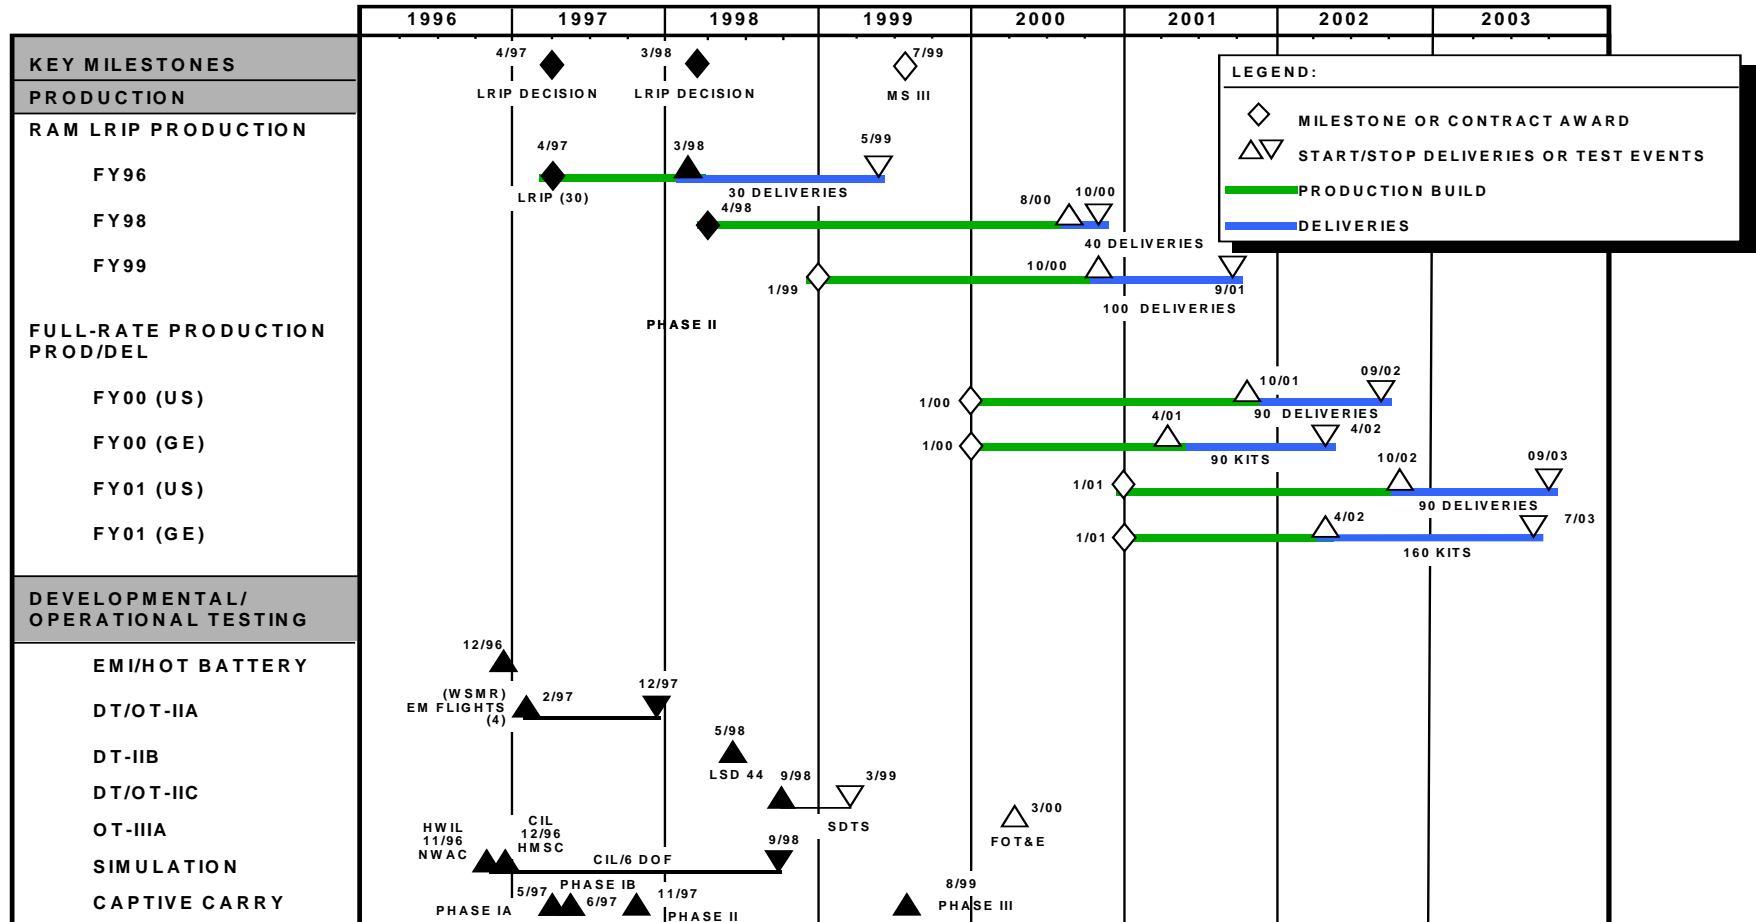 1996 1997 1998 1999 2000 2001 2002 2003
KEY MILESTONES
4/97
3/98
7/99
LRIP DECISION
LRIP DECISION
MS III
LEGEND:
MILESTONE OR CONTRACT AWARD
START/STOP DELIVERIES OR TEST EVENTS
PRODUCTION BUILD
DELIVERIES
PRODUCTION
RAM LRIP PRODUCTION
FY96
4/97
3/98
5/99
LRIP (30)
30 DELIVERIES
FY98
4/98
8/00
10/00
40 DELIVERIES
FY99
1/99
10/00
9/01
100 DELIVERIES
PHASE II
FULL-RATE PRODUCTION
PROD/DEL
FY00 (US)
1/00
10/01
09/02
90 DELIVERIES
FY00 (GE)
1/00
4/01
4/02
90 KITS
FY01 (US)
1/01
10/02
09/03
90 DELIVERIES
FY01 (GE)
1/01
4/02
7/03
160 KITS
DEVELOPMENTAL/
OPERATIONAL TESTING
EMI/HOT BATTERY
12/96
DT/OT-IIA
(WSMR)
EM FLIGHTS
(4)
2/97
12/97
DT-IIB
5/98
LSD 44
DT/OT-IIC
9/98
3/99
SDTS
OT-IIIA
3/00
FOT&E
SIMULATION
HWIL
11/96
NWAC
CIL
12/96
HMSC
CIL/6 DOF
9/98
CAPTIVE CARRY
PHASE IA
5/97
PHASE IB
6/97
11/97
PHASE II
8/99
PHASE III